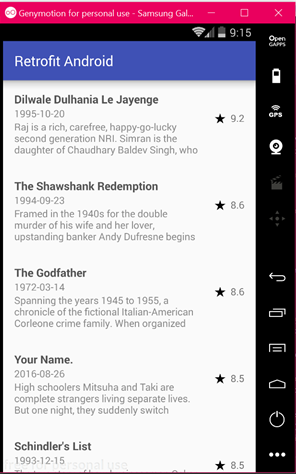 Genymotion for personal use - Samsung Gal...
9:15
Open
GAPPS
Retrofit Android
GPS
Dilwale Dulhania Le Jayenge
1995-10-20
9.2
Raj is a rich, carefree, happy-go-lucky
second generation NRI. Simran is the
daughter of Chaudhary Baldev Singh, who
The Shawshank Redemption
1994-09-23
8.6
Framed in the 1940s for the double
murder of his wife and her lover,
upstanding banker Andy Dufresne begins
The Godfather
1972-03-14
8.6
Spanning the years 1945 to 1955, a
chronicle of the fictional Italian-American
Corleone crime family. When organized
Your Name.
2016-08-26
8.5
High schoolers Mitsuha and Taki are
complete strangers living separate lives.
But one night, they suddenly switch
Schindler's List
1993-12-15
8.5
personal use